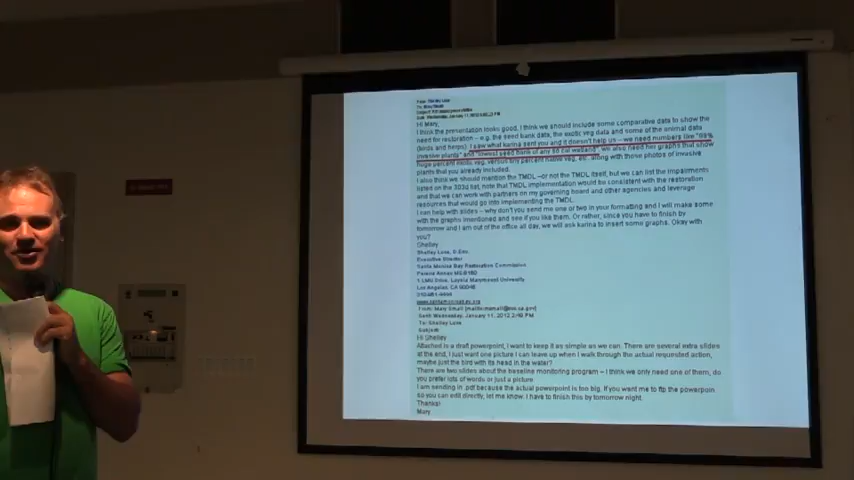 Hi Mary,
I think the presentation looks good, I think we should include some comparative data to show the
need for restoration – e.g. the seed bank data, the exotic veg data and some of the animal data
(birds and herps). I saw what karina sent you and it doesn't help us – we need numbers like "93%
invasive plants" and "lowest seed bank of any so cal wetland", we also need her graphs that show
huge percent exotic veg. versus tiny percent native veg, etc. along with those photos of invasive
plants that you already included.
I also think we should mention the TMDL –or not the TMDL itself, but we can list the impairments
listed on the 303d list, note that TMDL implementation would be consistent with the restoration
and that we can work with partners on my governing board and other agencies and leverage
resources that would go into implementing the TMDL.
I can help with slides – why don't you send me one or two in your formatting and I will make some
with the graphs mentioned and see if you like them. Or rather, since you have to finish by
tomorrow and I am out of the office all day, we will ask karina to insert some graphs. Okay with
you?
Shelley
Shelley Luce, D.Env.
Executive Director
Santa Monica Bay Restoration Commission
Pereira Annex
1 LMU Drive, Loyola Marymount University
Los Angeles, CA 90045
From: Mary Small
Sent: Wednesday, January 11, 2012 2:48 PM
To: Shelley Luce
Subject:
Hi Shelley
Attached is a draft powerpoint, I want to keep it as simple as we can. There are several extra slides
at the end, I just want one picture I can leave up when I walk through the actual requested action,
maybe just the bird with its head in the water?
There are two slides about the baseline monitoring program – I think we only need one of them, do
you prefer lots of words or just a picture
I am sending in .pdf because the actual powerpoint is too big. If you want me to ftp the powerpoin
so you can edit directly, let me know. I have to finish this by tomorrow night.
Thanks!
Mary